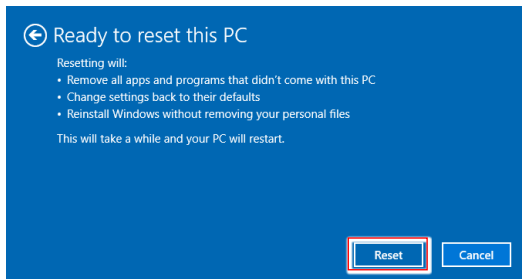 Ready to reset this PC
Resetting will:
• Remove all apps and programs that didn't come with this PC
• Change settings back to their defaults
• Reinstall Windows without removing your personal files
This will take a while and your PC will restart.
Reset Cancel